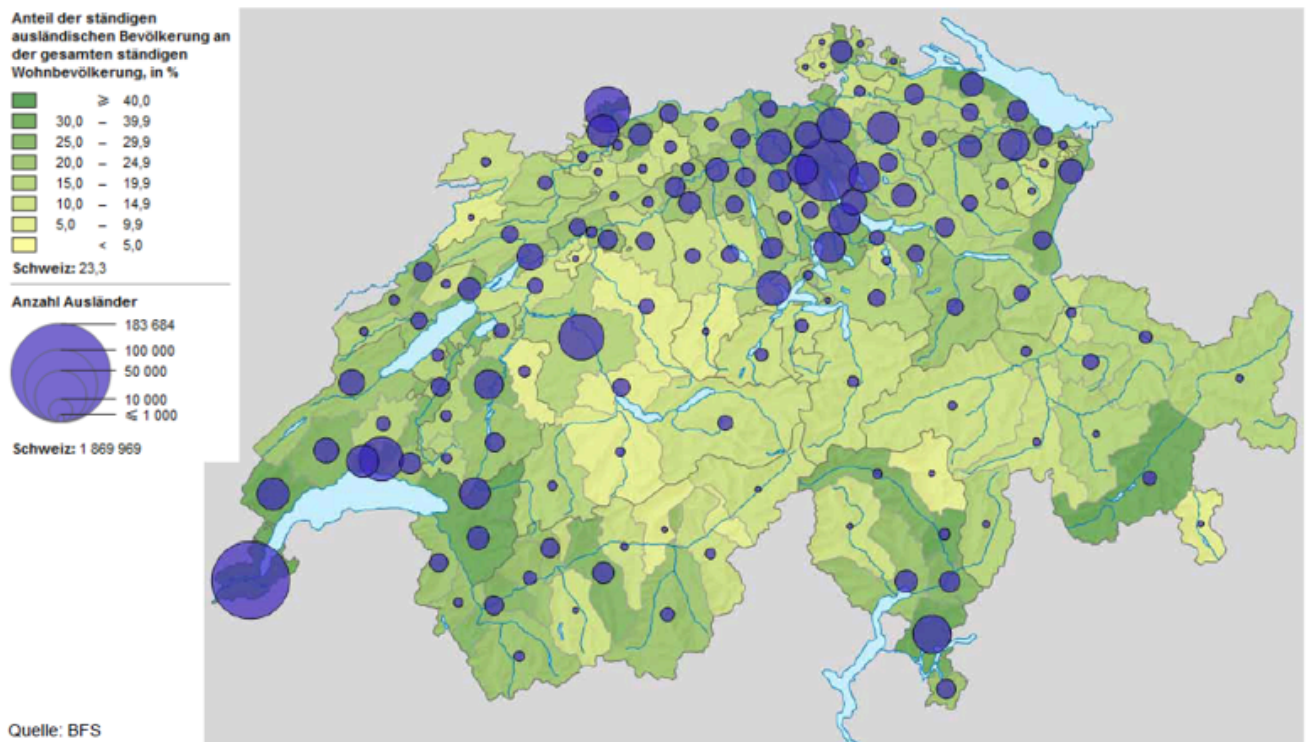 Anteil der ständigen
ausländischen Bevölkerung an
der gesamten ständigen
Wohnbevölkerung, in %
≥ 40,0
30,0 – 39,9
25,0 – 29,9
20,0 – 24,9
15,0 – 19,9
10,0 – 14,9
5,0 – 9,9
< 5,0
Schweiz: 23,3
Anzahl Ausländer
183 684
100 000
50 000
10 000
≤ 1 000
Schweiz: 1 869 969
Quelle: BFS